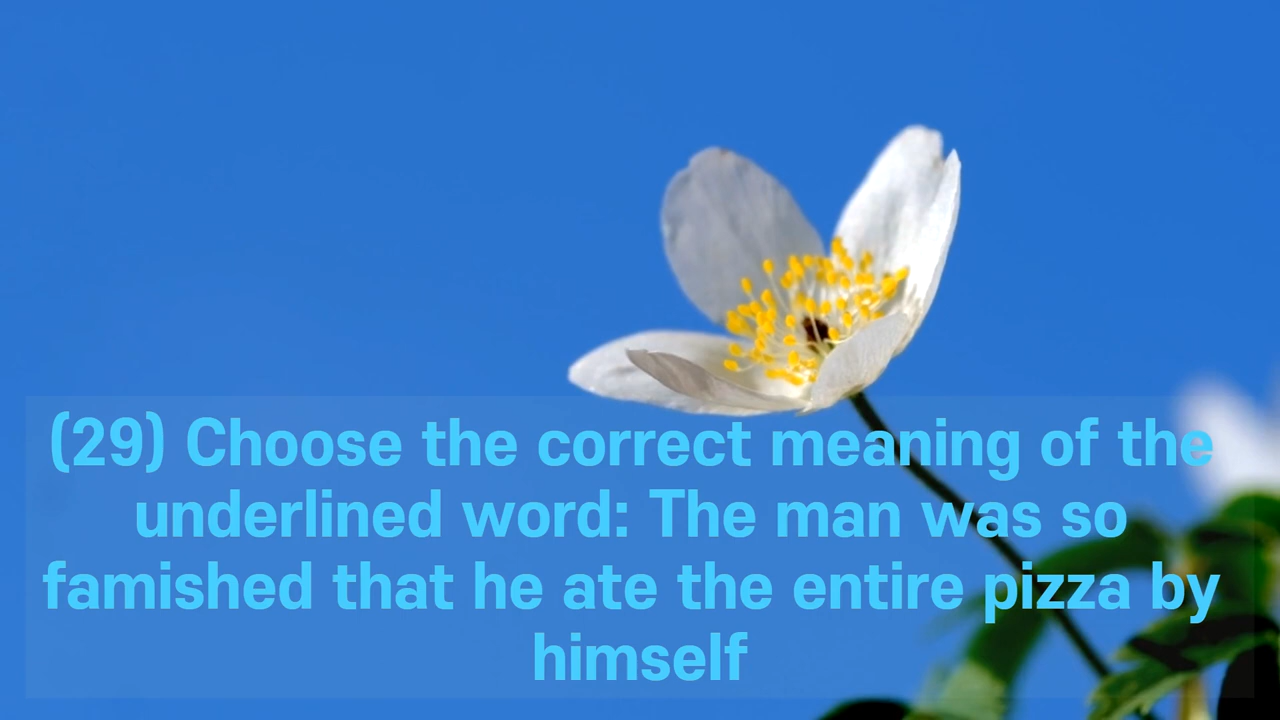 (29) Choose the correct meaning of the
underlined word: The man was so
famished that he ate the entire pizza by
himself